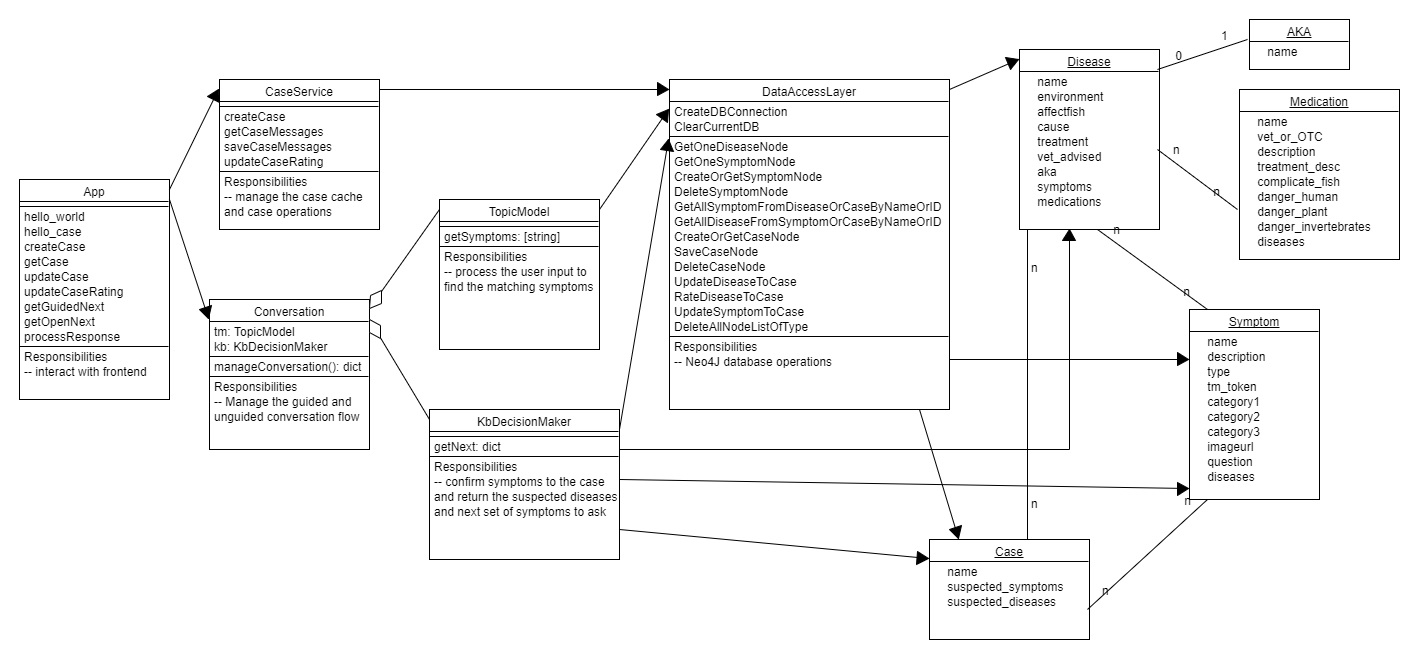 App
hello_world
hello_case
createCase
getCase
updateCase
updateCaseRating
getGuidedNext
getOpenNext
processResponse
Responsibilities
-- interact with frontend
CaseService
createCase
getCaseMessages
saveCaseMessages
updateCaseRating
Responsibilities
-- manage the case cache
and case operations
Conversation
tm: TopicModel
kb: KbDecisionMaker
manageConversation(): dict
Responsibilities
-- Manage the guided and
unguided conversation flow
TopicModel
getSymptoms: [string]
Responsibilities
-- process the user input to
find the matching symptoms
KbDecisionMaker
getNext: dict
Responsibilities
-- confirm symptoms to the case
and return the suspected diseases
and next set of symptoms to ask
DataAccessLayer
CreateDBConnection
ClearCurrentDB
GetOneDiseaseNode
GetOneSymptomNode
CreateOrGetSymptomNode
DeleteSymptomNode
GetAllSymptomFromDiseaseOrCaseByNameOrID
GetAllDiseaseFromSymptomOrCaseByNameOrID
CreateOrGetCaseNode
SaveCaseNode
DeleteCaseNode
UpdateDiseaseToCase
RateDiseaseToCase
UpdateSymptomToCase
DeleteAllNodeListOfType
Responsibilities
-- Neo4J database operations
Disease
name
environment
affectfish
cause
treatment
vet_advised
aka
symptoms
medications
0
1
AKA
name
n
n
Medication
name
vet_or_OTC
description
treatment_desc
complicate_fish
danger_human
danger_plant
danger_invertebrates
diseases
n
n
Symptom
name
description
type
tm_token
category1
category2
category3
imageurl
question
diseases
n
n
n
n
Case
name
suspected_symptoms
suspected_diseases